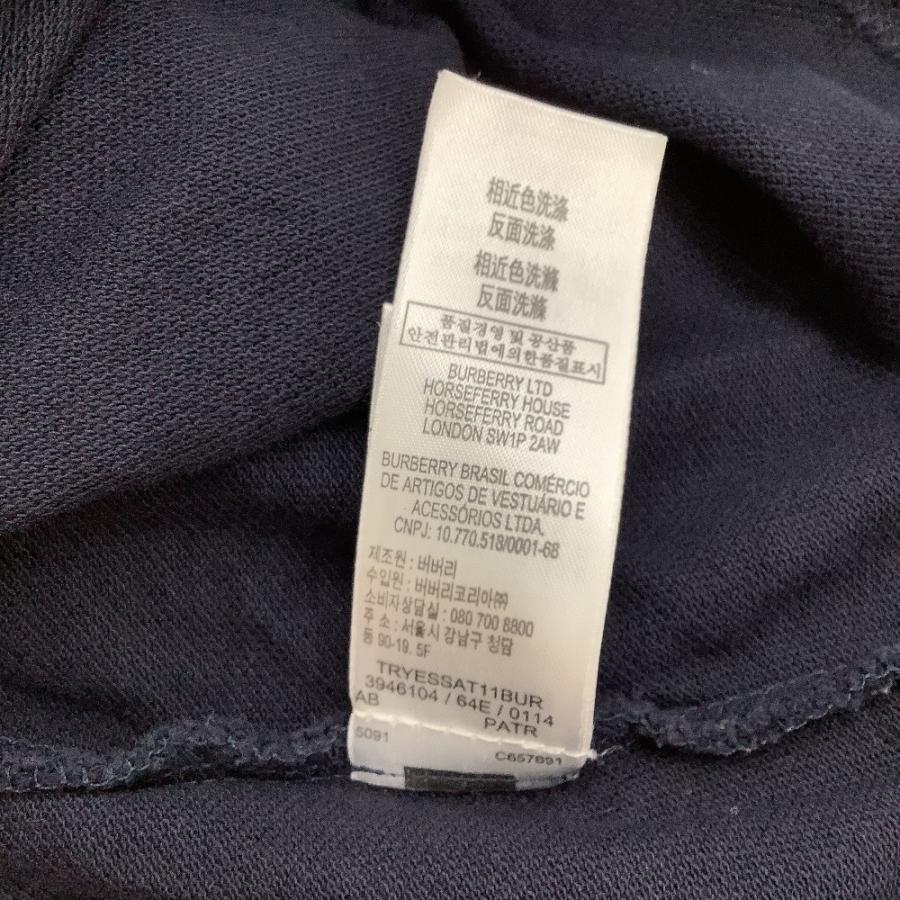 相近色洗涤
反面洗涤
相近色洗滌
反面洗滌
품질경영 및 공산품
안전관리법에의한품질표시
BURBERRY LTD
HORSEFERRY HOUSE
HORSEFERRY ROAD
LONDON SW1P 2AW
BURBERRY BRASIL COMÉRCIO
DE ARTIGOS DE VESTUÁRIO E
ACESSÓRIOS LTDA.
CNPJ: 10.770.518/0001-68
제조원 : 버버리
수입원 : 버버리코리아㈜
소비자상담실 : 080 700 8800
주 소 : 서울시 강남구 청담
동 90-19. 5F
TRYESSAT11BUR
3946104 / 64E / 0114
AB PATR
5091 C657891